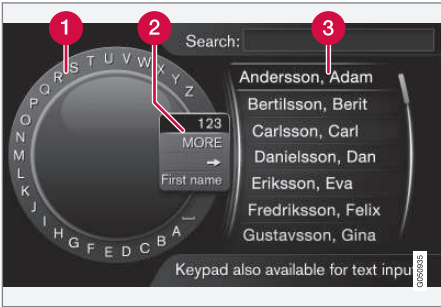 1
2
3
Search:
A B C D E F G H I J K L M N O P Q R S T U V W X Y Z
123
MORE
➞
First name
Andersson, Adam
Bertilsson, Berit
Carlsson, Carl
Danielsson, Dan
Eriksson, Eva
Fredriksson, Felix
Gustavsson, Gina
Keypad also available for text input
G050935